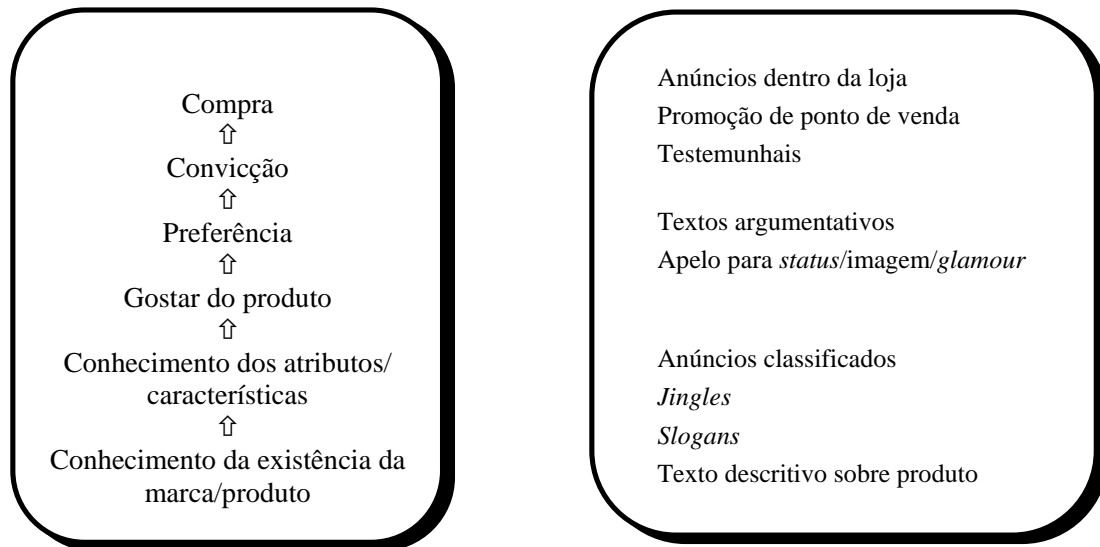 Compra
⇧
Convicção
⇧
Preferência
⇧
Gostar do produto
⇧
Conhecimento dos atributos/
características
⇧
Conhecimento da existência da
marca/produto
Anúncios dentro da loja
Promoção de ponto de venda
Testemunhais
Textos argumentativos
Apelo para status/imagem/glamour
Anúncios classificados
Jingles
Slogans
Texto descritivo sobre produto